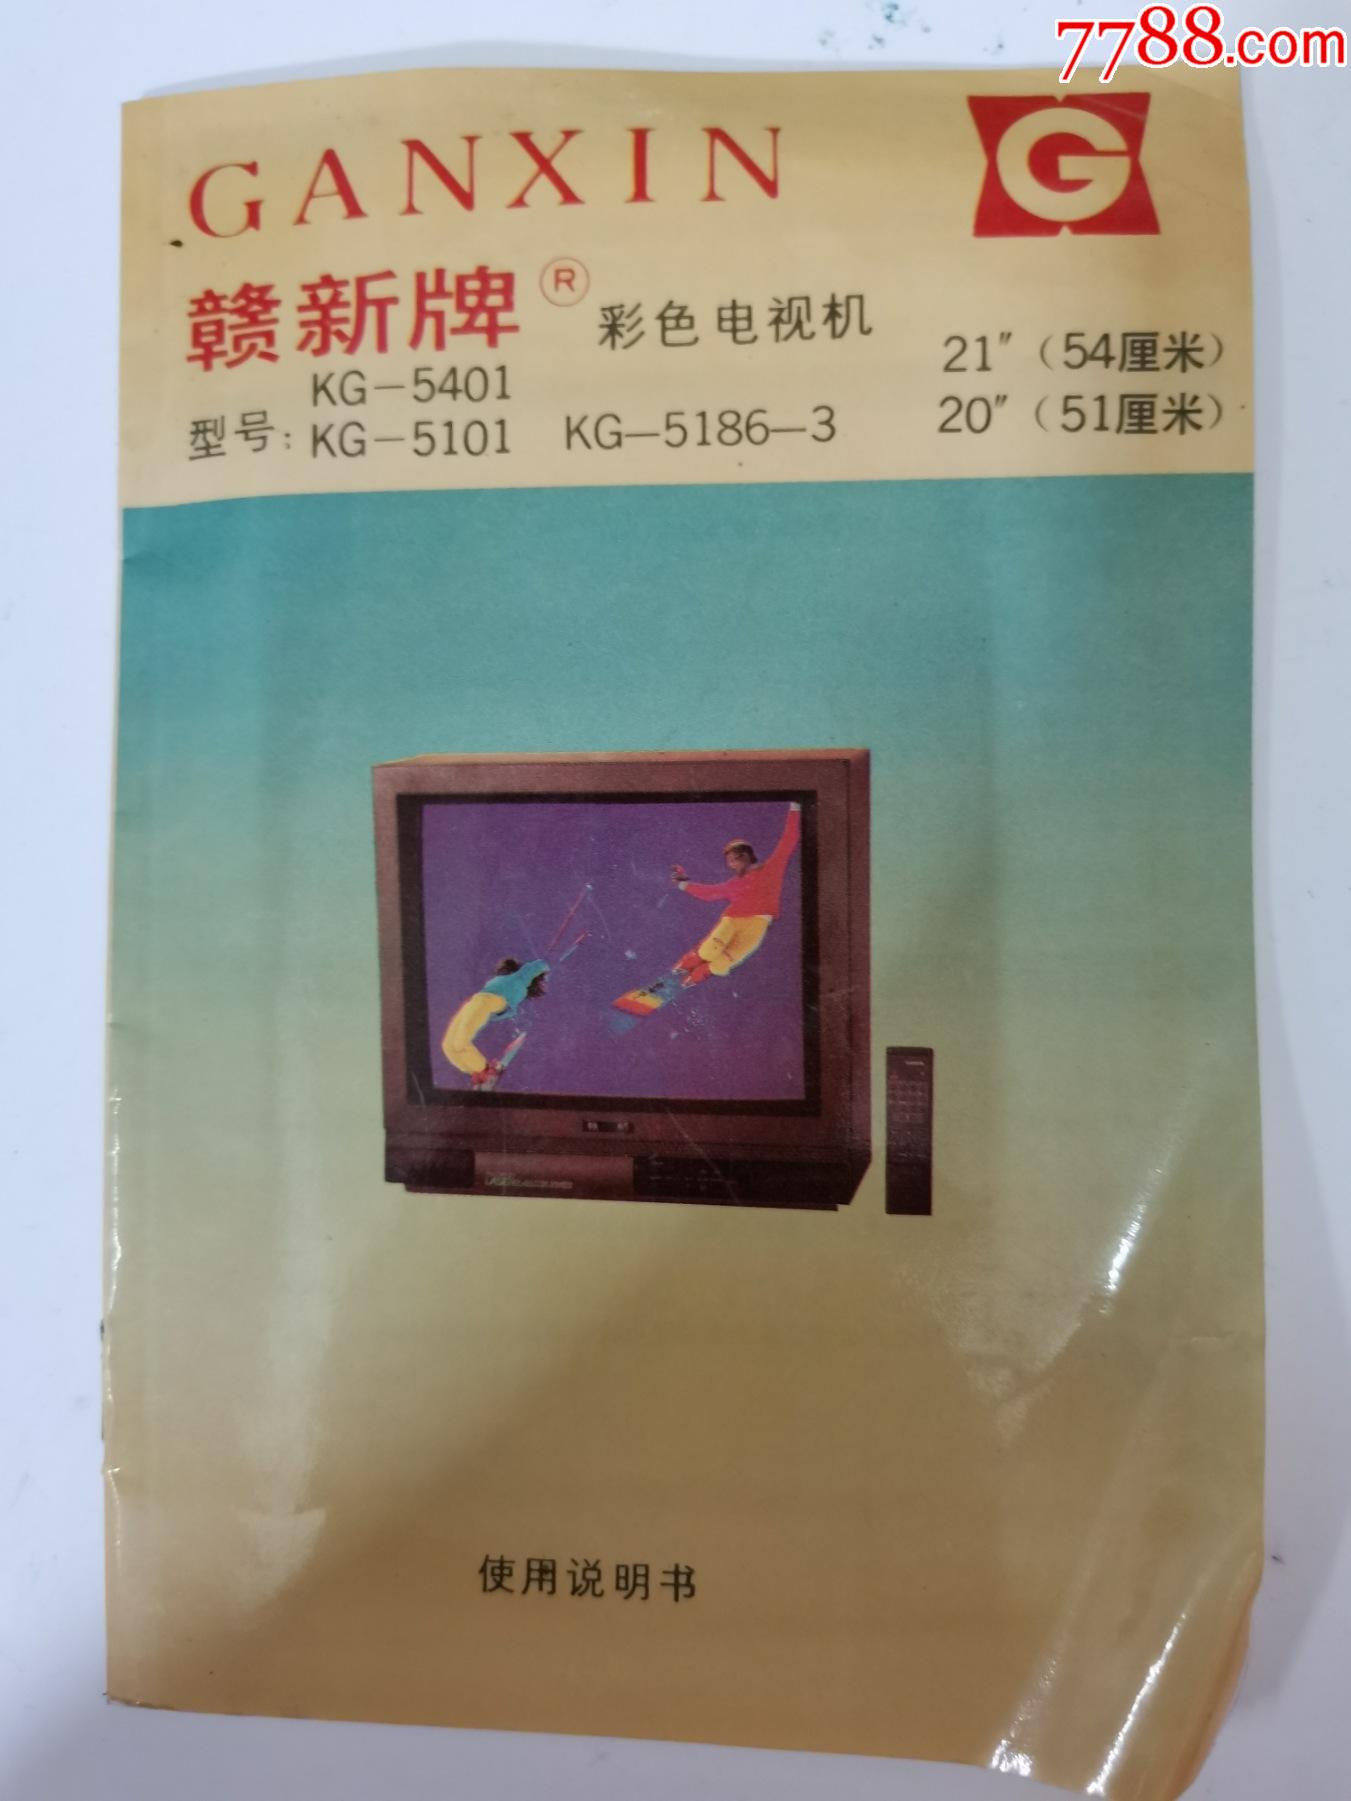 7788.com
GANXIN
G
赣新牌® 彩色电视机
KG-5401 21″(54厘米)
型号: KG-5101 KG-5186-3 20″(51厘米)
使用说明书